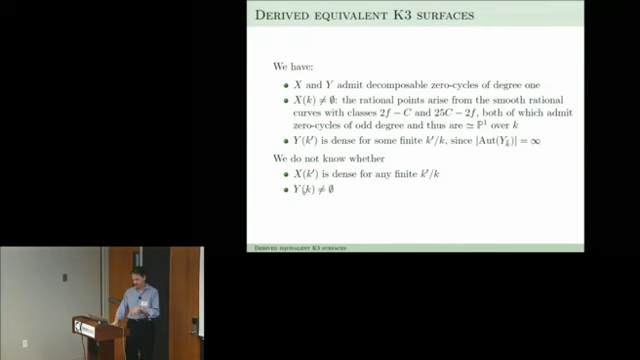 DERIVED EQUIVALENT K3 SURFACES
We have:
X and Y admit decomposable zero-cycles of degree one
X(k) ≠ ∅: the rational points arise from the smooth rational
curves with classes 2f − C and 25C − 2f, both of which admit
zero-cycles of odd degree and thus are ≃ ℙ¹ over k
Y(k′) is dense for some finite k′/k, since |Aut(Y_k̄)| = ∞
We do not know whether
X(k′) is dense for any finite k′/k
Y(k) ≠ ∅
DERIVED EQUIVALENT K3 SURFACES